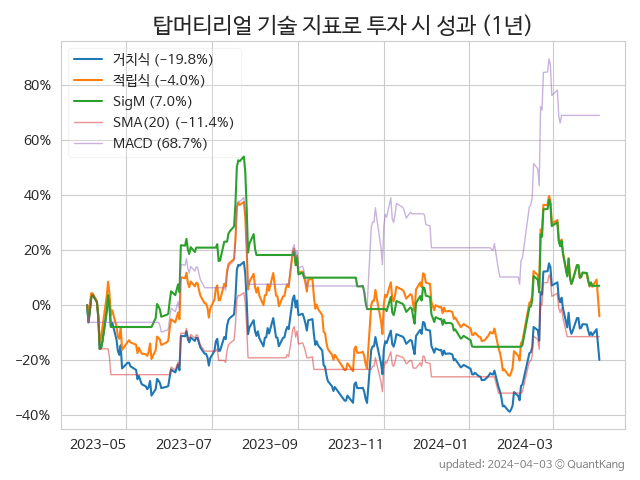 탑머티리얼 기술 지표로 투자 시 성과 (1년)
거치식 (−19.8%)
적립식 (−4.0%)
SigM (7.0%)
SMA(20) (−11.4%)
MACD (68.7%)
80%
60%
40%
20%
0%
−20%
−40%
2023-05 2023-07 2023-09 2023-11 2024-01 2024-03
updated: 2024-04-03 ⓒ QuantKang